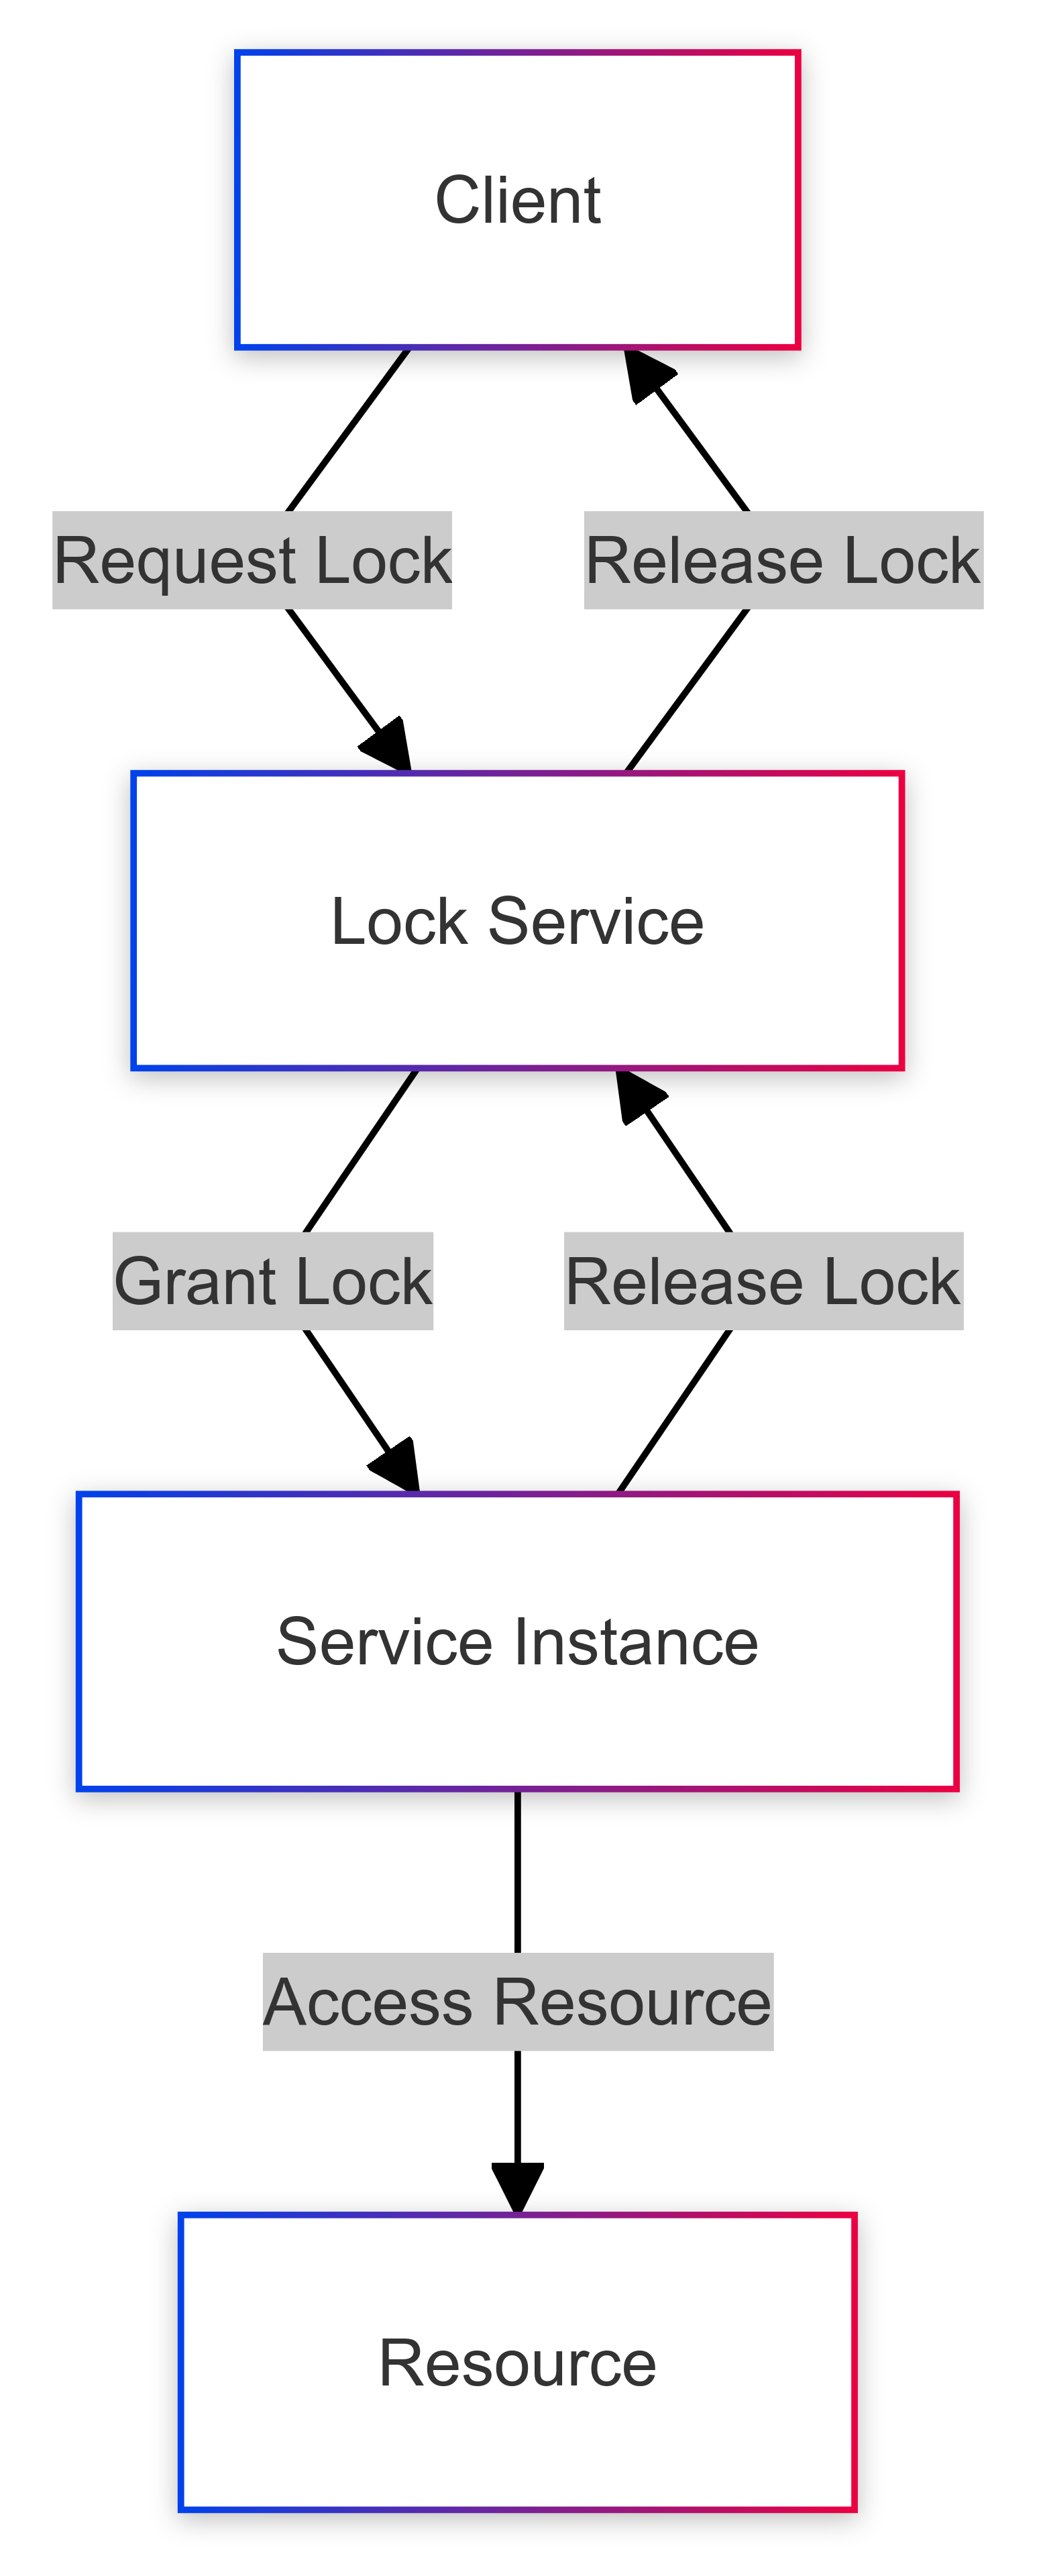 Client
Request Lock
Release Lock
Lock Service
Grant Lock
Release Lock
Service Instance
Access Resource
Resource